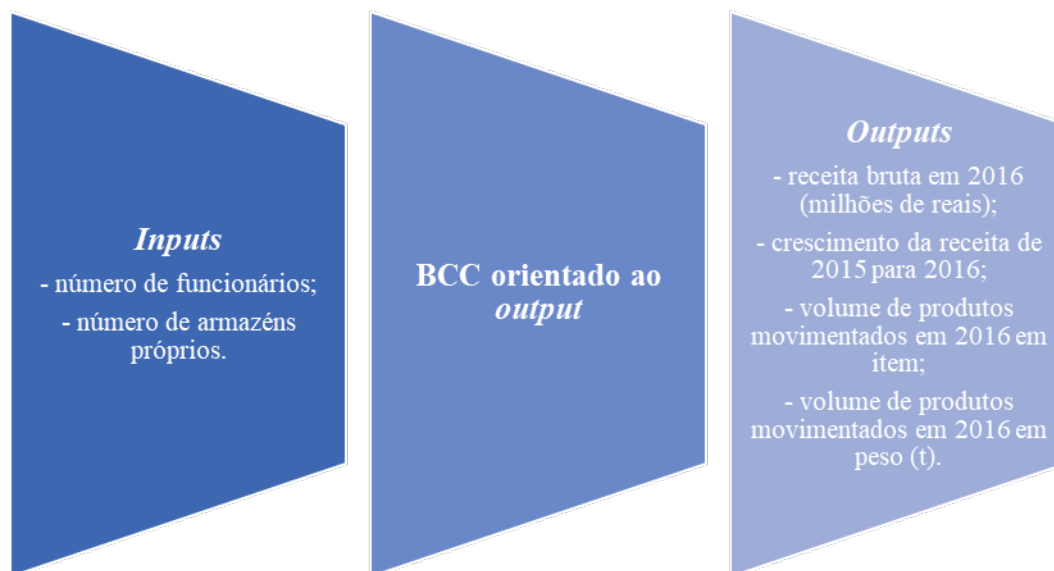 Inputs
- número de funcionários;
- número de armazéns
próprios.
BCC orientado ao
output
Outputs
- receita bruta em 2016
(milhões de reais);
- crescimento da receita de
2015 para 2016;
- volume de produtos
movimentados em 2016 em
item;
- volume de produtos
movimentados em 2016 em
peso (t).